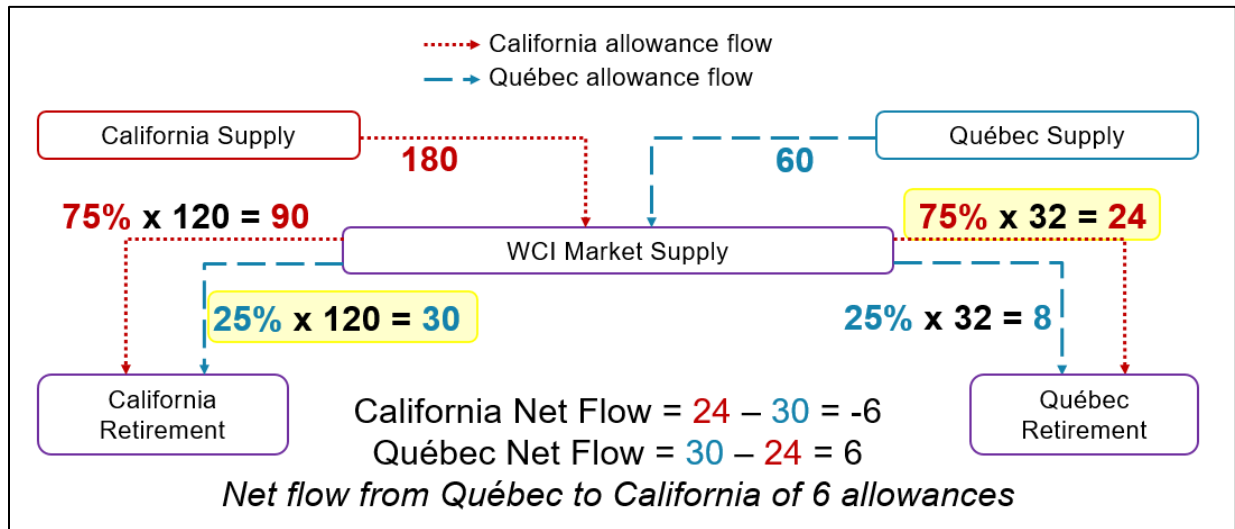 California allowance flow
Québec allowance flow
California Supply
Québec Supply
180
60
75% x 120 = 90
75% x 32 = 24
WCI Market Supply
25% x 120 = 30
25% x 32 = 8
California
Retirement
Québec
Retirement
California Net Flow = 24 – 30 = -6
Québec Net Flow = 30 – 24 = 6
Net flow from Québec to California of 6 allowances